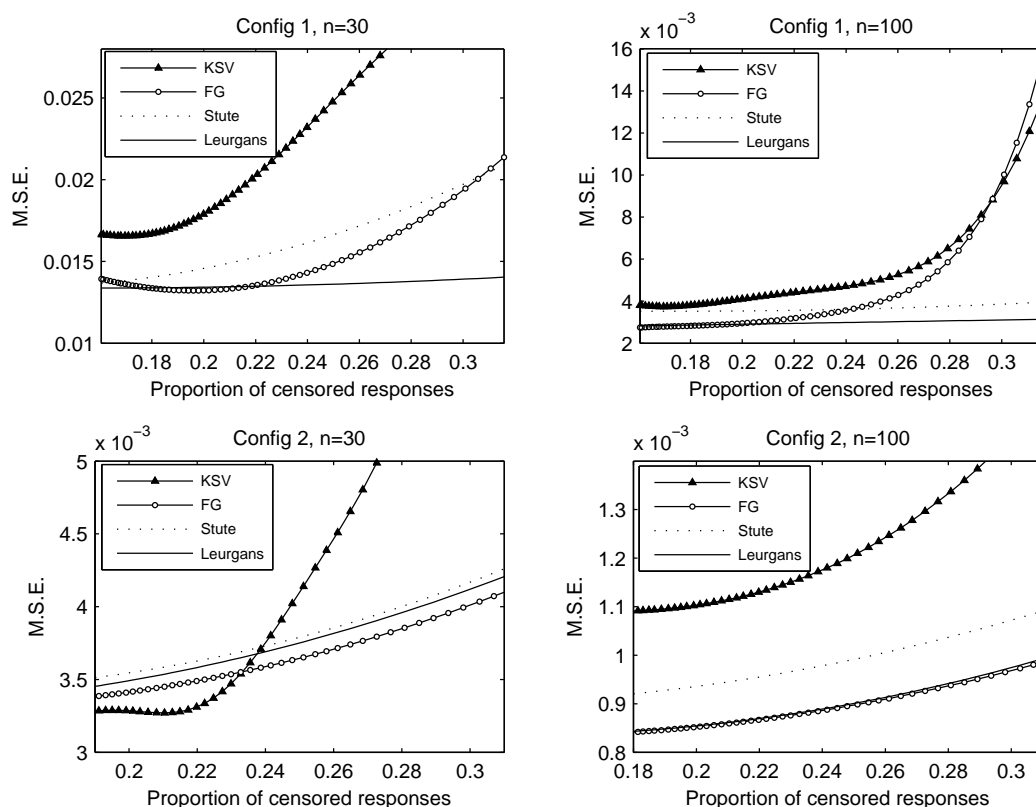 Config 1, n=30
0.025
0.02
0.015
0.01
M.S.E.
KSV
FG
Stute
Leurgans
0.18 0.2 0.22 0.24 0.26 0.28 0.3
Proportion of censored responses
x 10^−3
Config 1, n=100
16
14
12
10
8
6
4
2
M.S.E.
KSV
FG
Stute
Leurgans
0.18 0.2 0.22 0.24 0.26 0.28 0.3
Proportion of censored responses
x 10^−3
Config 2, n=30
5
4.5
4
3.5
3
M.S.E.
KSV
FG
Stute
Leurgans
0.2 0.22 0.24 0.26 0.28 0.3
Proportion of censored responses
x 10^−3
Config 2, n=100
1.3
1.2
1.1
1
0.9
0.8
M.S.E.
KSV
FG
Stute
Leurgans
0.18 0.2 0.22 0.24 0.26 0.28 0.3
Proportion of censored responses